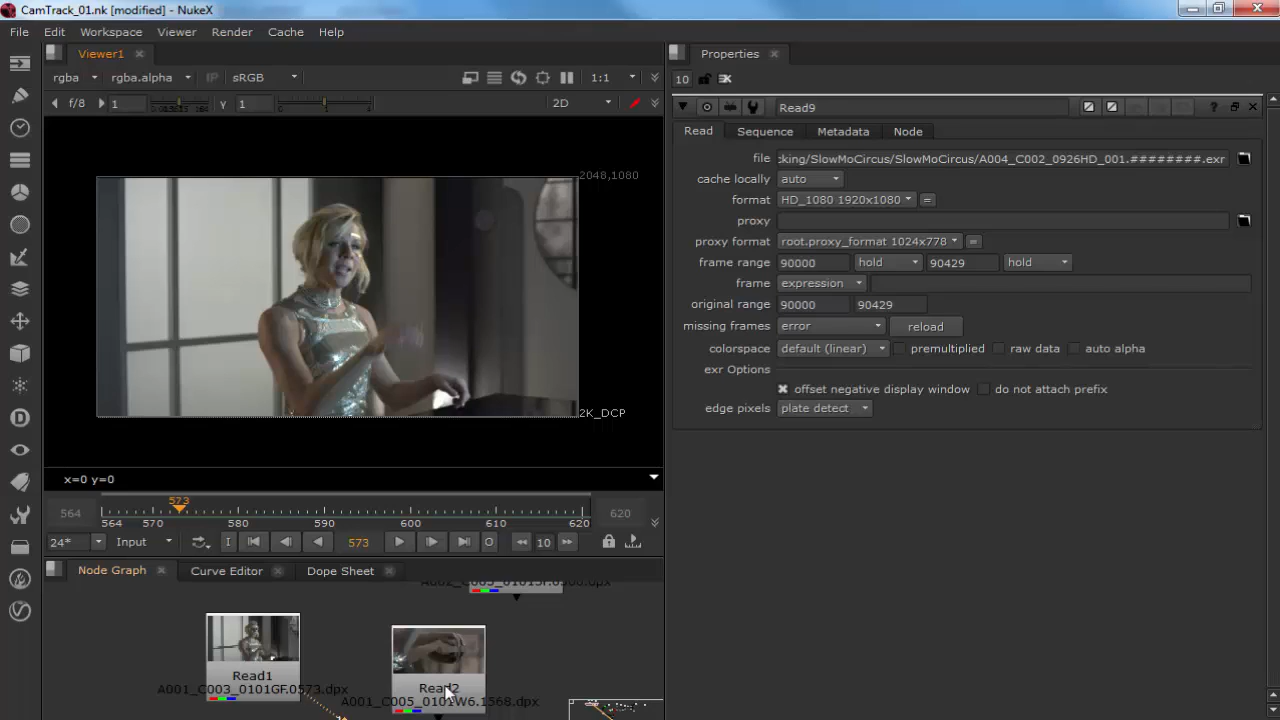 CamTrack_01.nk [modified] - NukeX
File Edit Workspace Viewer Render Cache Help
Viewer1
rgba rgba.alpha IP sRGB 1:1
f/8 1 γ 1 2D
2048,1080
2K_DCP
x=0 y=0
573
564 564 570 580 590 600 610 620 620
24* Input I 573 O 10
Node Graph Curve Editor Dope Sheet
Read1
A001_C003_0101GF.0573.dpx
Read2
A001_C005_0101W6.1568.dpx
Properties
10
Read9
Read Sequence Metadata Node
file cking/SlowMoCircus/SlowMoCircus/A004_C002_0926HD_001.########.exr
cache locally auto
format HD_1080 1920x1080 =
proxy
proxy format root.proxy_format 1024x778 =
frame range 90000 hold 90429 hold
frame expression
original range 90000 90429
missing frames error reload
colorspace default (linear) premultiplied raw data auto alpha
exr Options
offset negative display window do not attach prefix
edge pixels plate detect